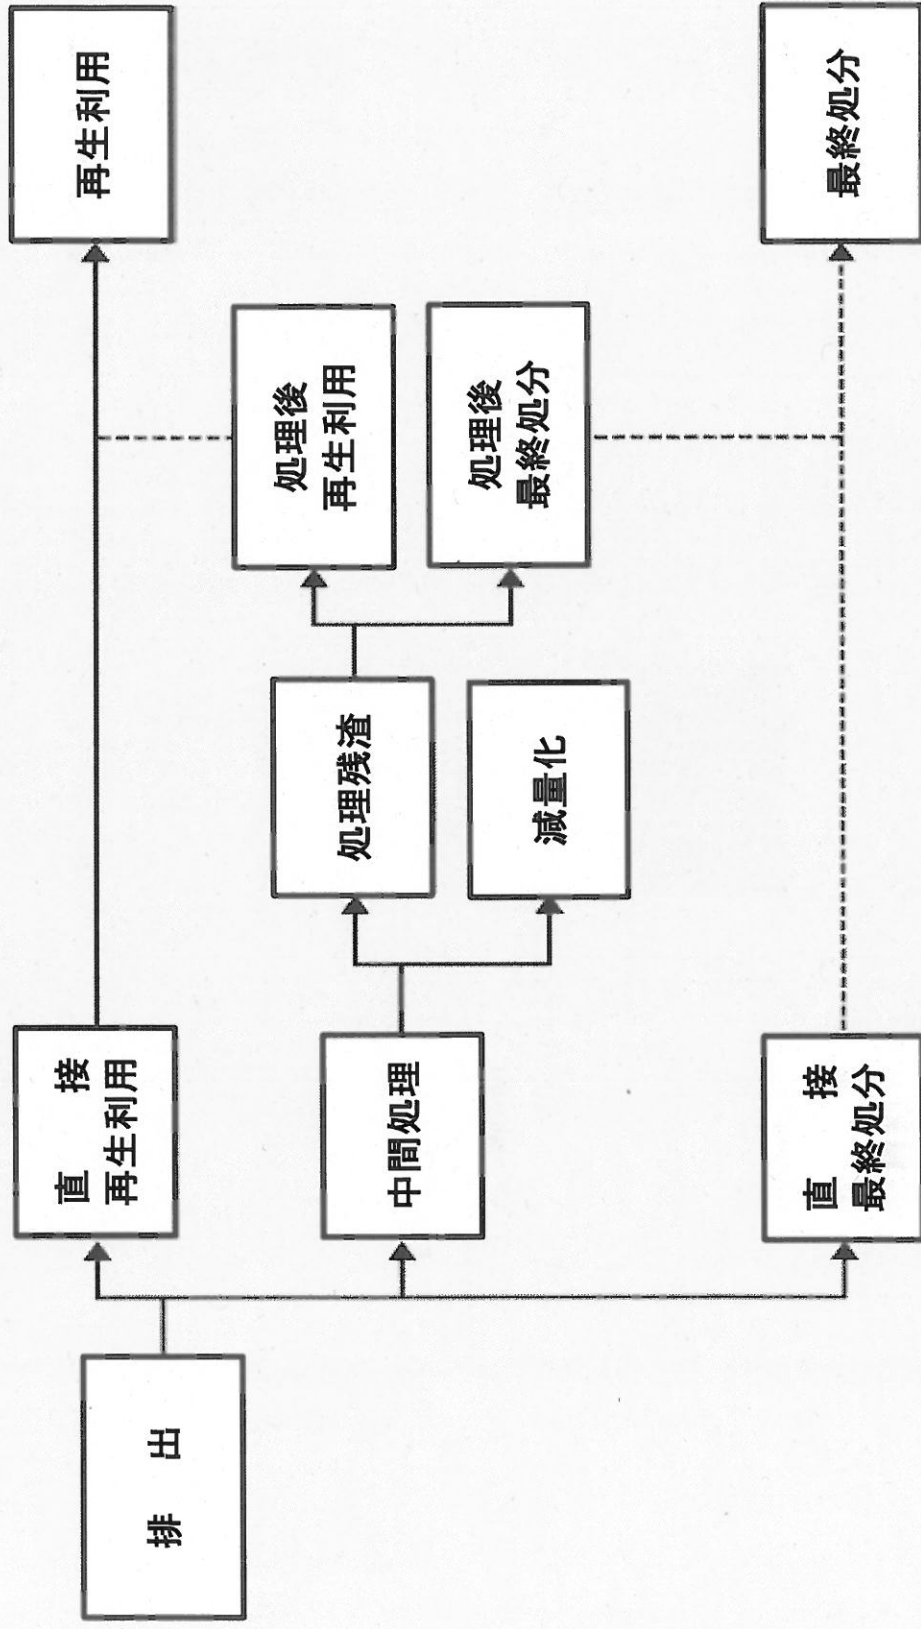 排　出
直　接
再生利用
中間処理
直　接
最終処分
処理残渣
減量化
処理後
再生利用
処理後
最終処分
再生利用
最終処分